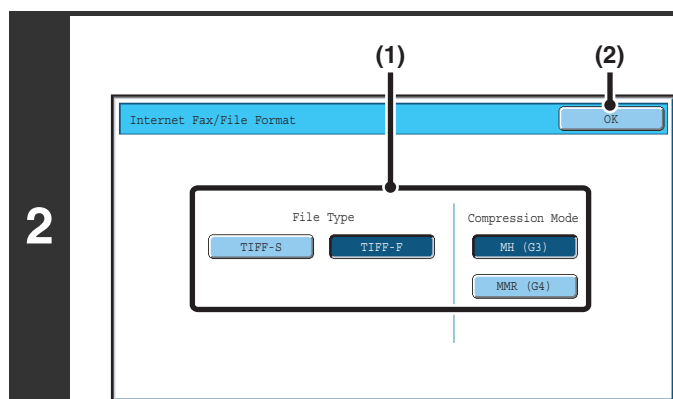 (1) (2)
Internet Fax/File Format OK
2
File Type Compression Mode
TIFF-S TIFF-F MH (G3)
MMR (G4)